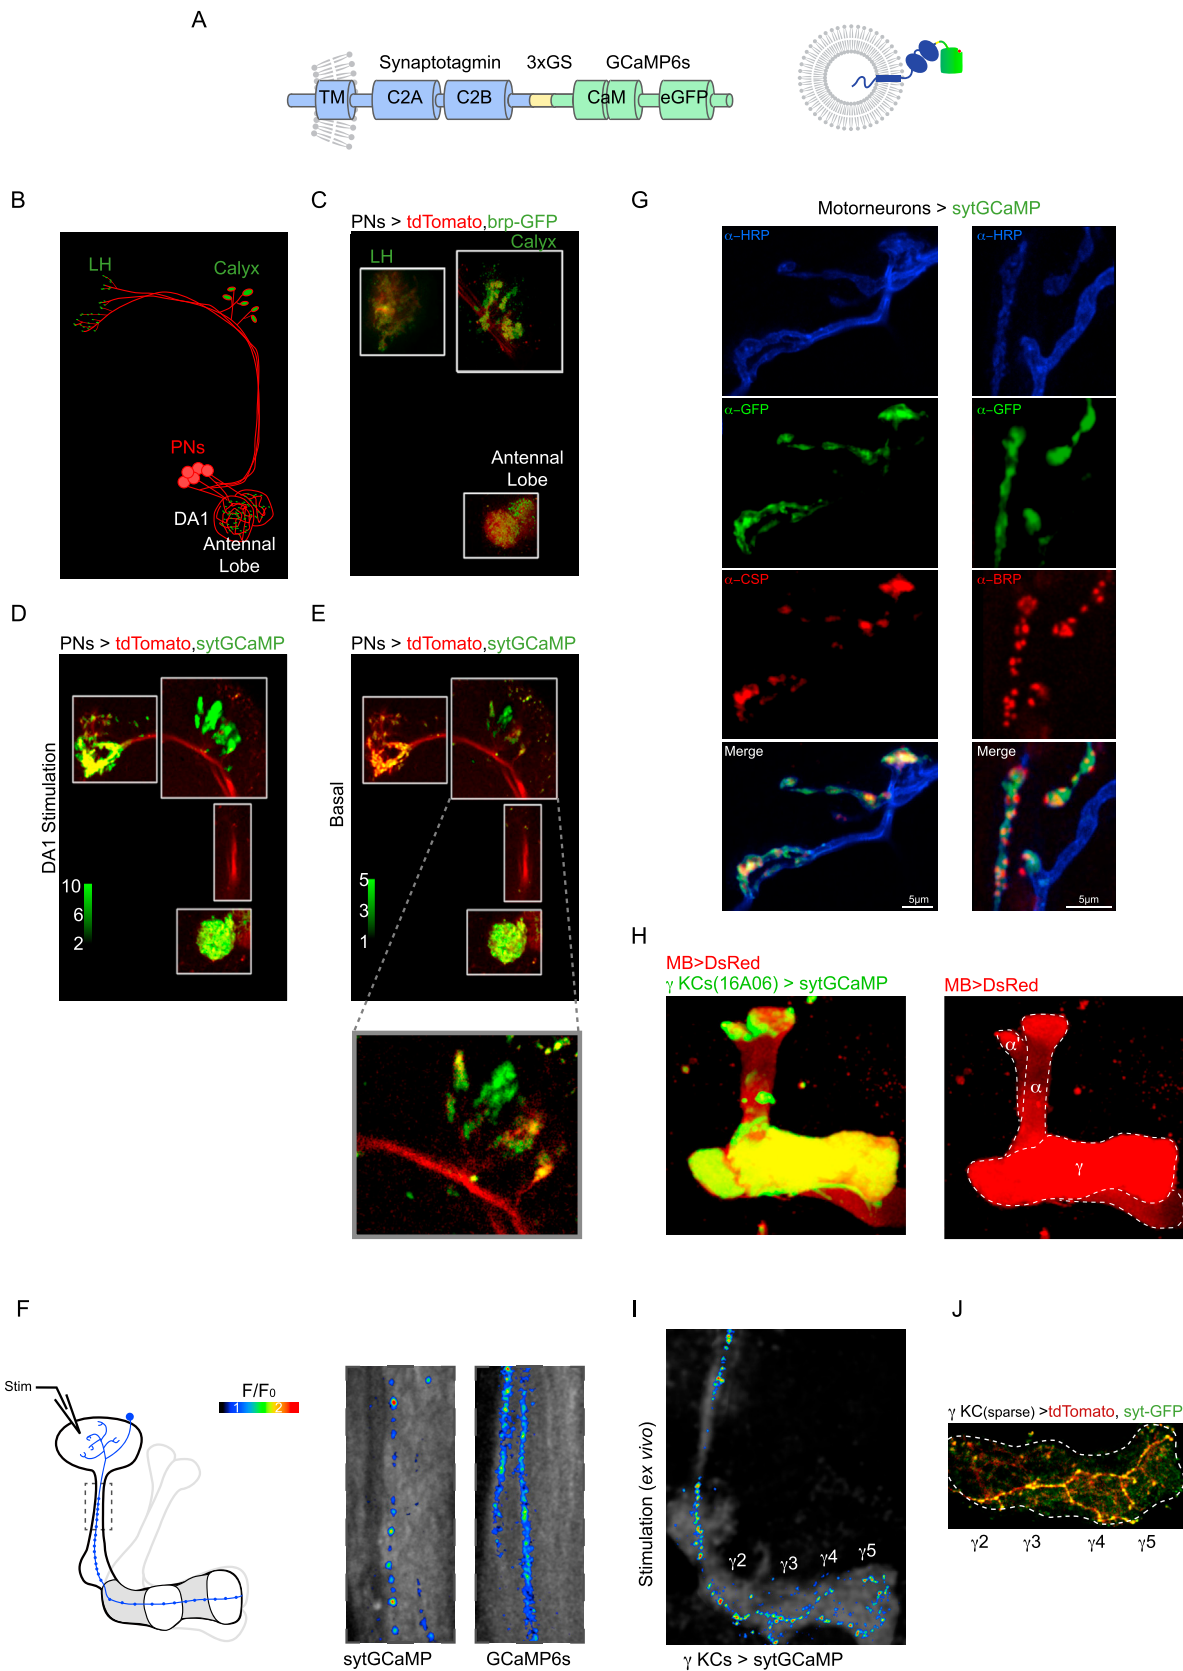 A
Synaptotagmin 3xGS GCaMP6s
TM C2A C2B CaM eGFP
B
LH
Calyx
PNs
DA1
Antennal
Lobe
C
PNs > tdTomato,brp-GFP
Calyx
LH
Antennal
Lobe
D
PNs > tdTomato,sytGCaMP
DA1 Stimulation
10
6
2
E
PNs > tdTomato,sytGCaMP
Basal
5
3
1
G
Motorneurons > sytGCaMP
α-HRP
α-HRP
α-GFP
α-GFP
α-CSP
α-BRP
Merge
Merge
5µm
5µm
H
MB>DsRed
γ KCs(16A06) > sytGCaMP
MB>DsRed
α'
α
γ
F
Stim
F/F0
1 2
sytGCaMP
GCaMP6s
I
Stimulation (ex vivo)
γ2 γ3 γ4 γ5
γ KCs > sytGCaMP
J
γ KC(sparse) >tdTomato, syt-GFP
γ2 γ3 γ4 γ5